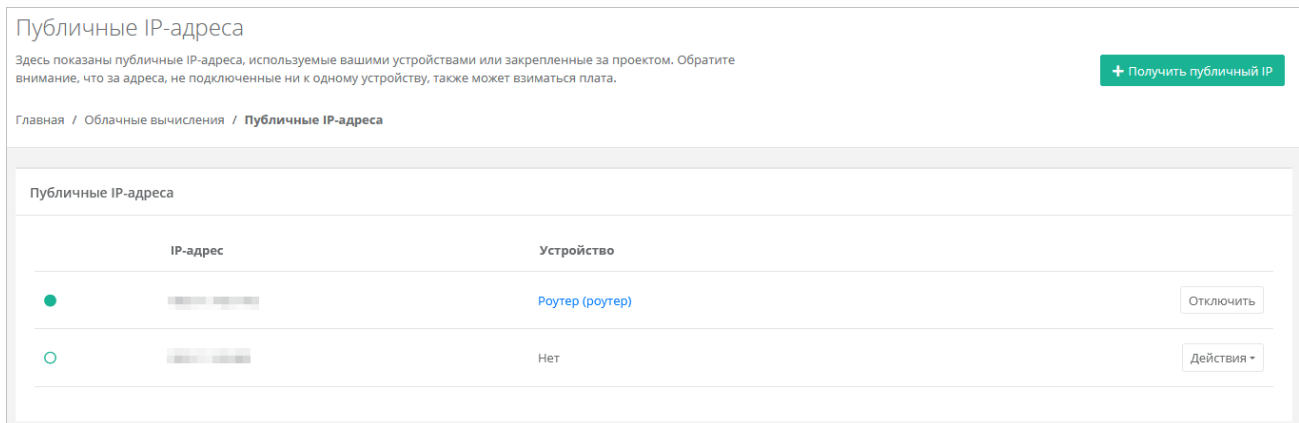 Публичные IP-адреса
Здесь показаны публичные IP-адреса, используемые вашими устройствами или закрепленные за проектом. Обратите
внимание, что за адреса, не подключенные ни к одному устройству, также может взиматься плата.
+ Получить публичный IP
Главная / Облачные вычисления / Публичные IP-адреса
Публичные IP-адреса
IP-адрес Устройство
Роутер (роутер) Отключить
Нет Действия